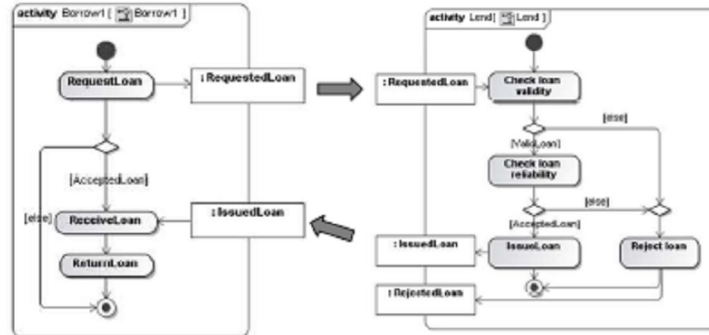 activity Borrow1 [ Borrow1 ]
RequestLoan
: RequestedLoan
[AcceptedLoan]
[else]
ReceiveLoan
: IssuedLoan
ReturnLoan
activity Lend[ Lend ]
: RequestedLoan
Check loan
validity
[else]
[ValidLoan]
Check loan
reliability
[else]
[AcceptedLoan]
: IssuedLoan
IssueLoan
Reject loan
: RejectedLoan